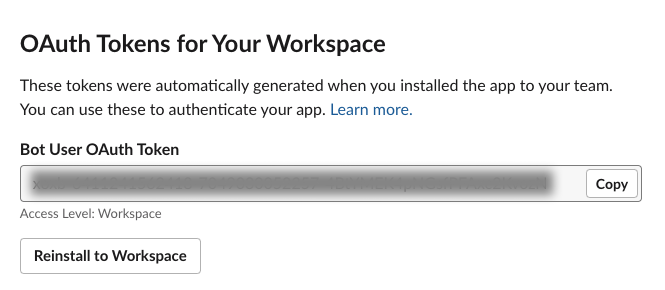 OAuth Tokens for Your Workspace
These tokens were automatically generated when you installed the app to your team.
You can use these to authenticate your app. Learn more.
Bot User OAuth Token
Copy
Access Level: Workspace
Reinstall to Workspace